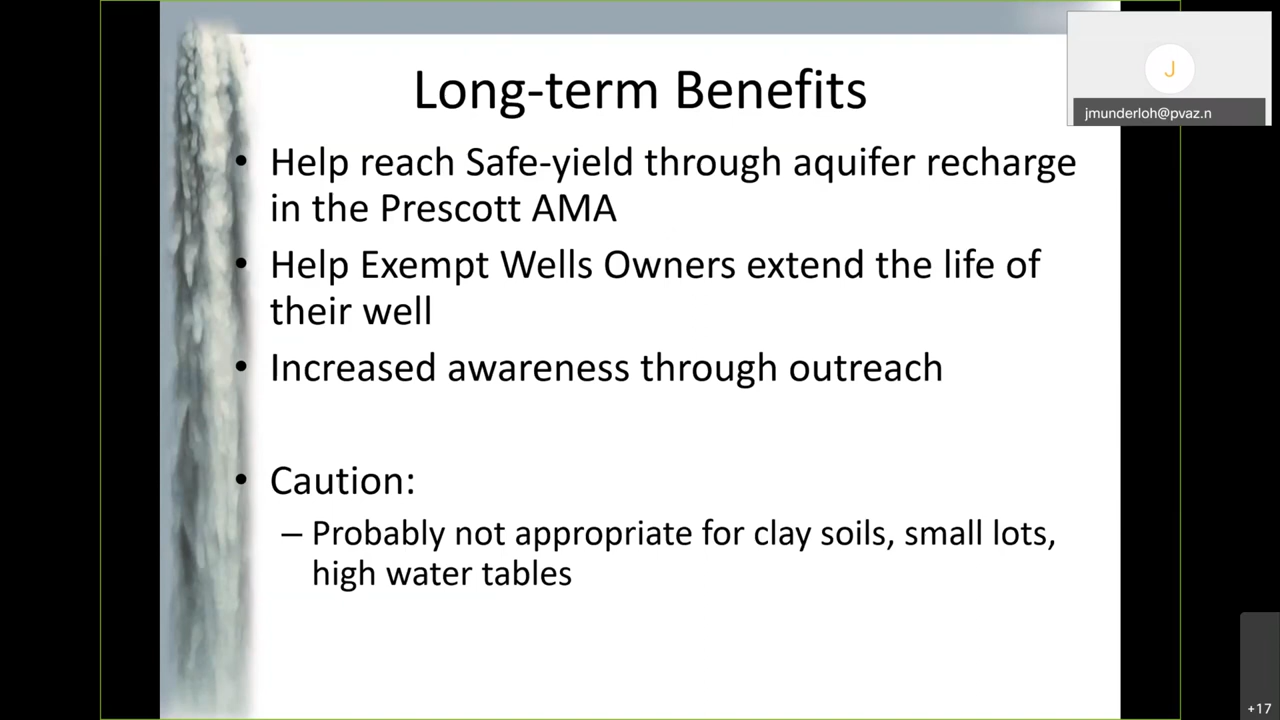 Long-term Benefits
• Help reach Safe-yield through aquifer recharge
in the Prescott AMA
• Help Exempt Wells Owners extend the life of
their well
• Increased awareness through outreach
• Caution:
– Probably not appropriate for clay soils, small lots,
high water tables
J
jmunderloh@pvaz.n
+17